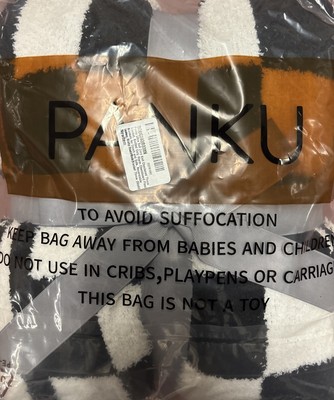 PANKU
TO AVOID SUFFOCATION
KEEP BAG AWAY FROM BABIES AND CHILDRE
DO NOT USE IN CRIBS,PLAYPENS OR CARRIAG
THIS BAG IS NOT A TOY